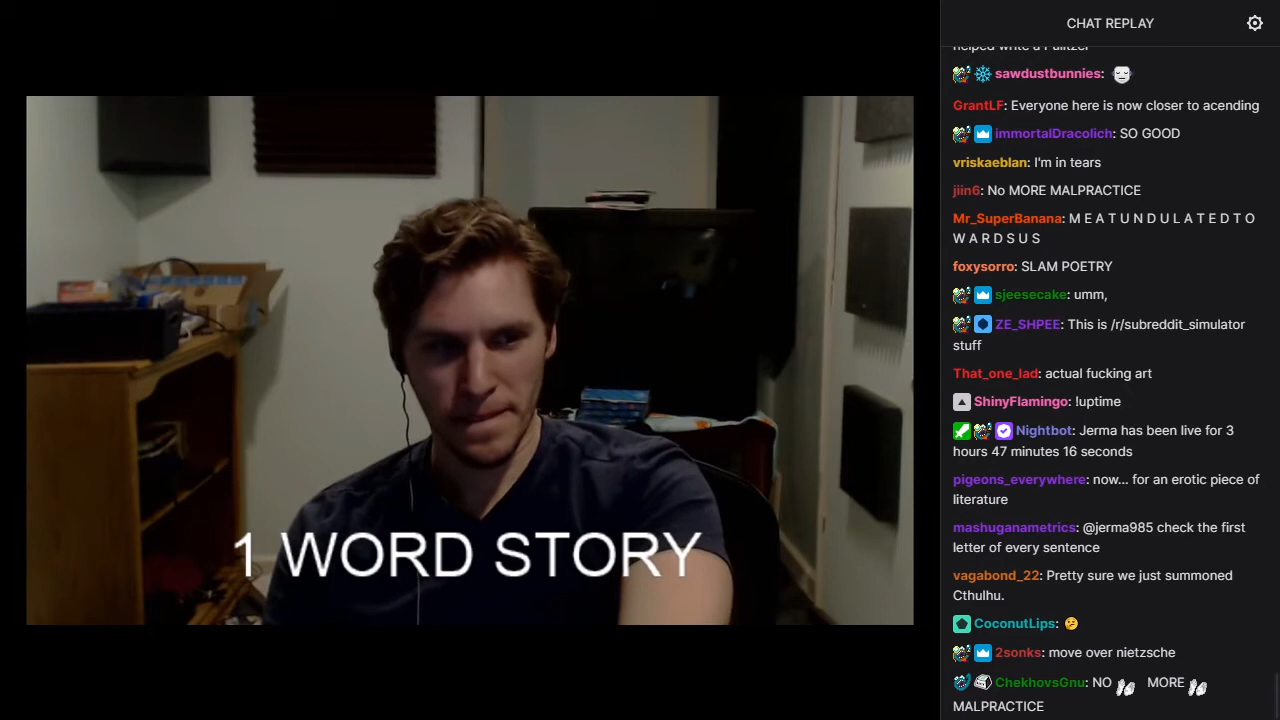 CHAT REPLAY
sawdustbunnies:
GrantLF: Everyone here is now closer to acending
immortalDracolich: SO GOOD
vriskaeblan: I'm in tears
jiin6: No MORE MALPRACTICE
Mr_SuperBanana: M E A T U N D U L A T E D T O
W A R D S U S
foxysorro: SLAM POETRY
sjeesecake: umm,
ZE_SHPEE: This is /r/subreddit_simulator
stuff
That_one_lad: actual fucking art
ShinyFlamingo: !uptime
Nightbot: Jerma has been live for 3
hours 47 minutes 16 seconds
pigeons_everywhere: now... for an erotic piece of
literature
mashuganametrics: @jerma985 check the first
letter of every sentence
vagabond_22: Pretty sure we just summoned
Cthulhu.
CoconutLips:
2sonks: move over nietzsche
ChekhovsGnu: NO MORE
MALPRACTICE
1 WORD STORY